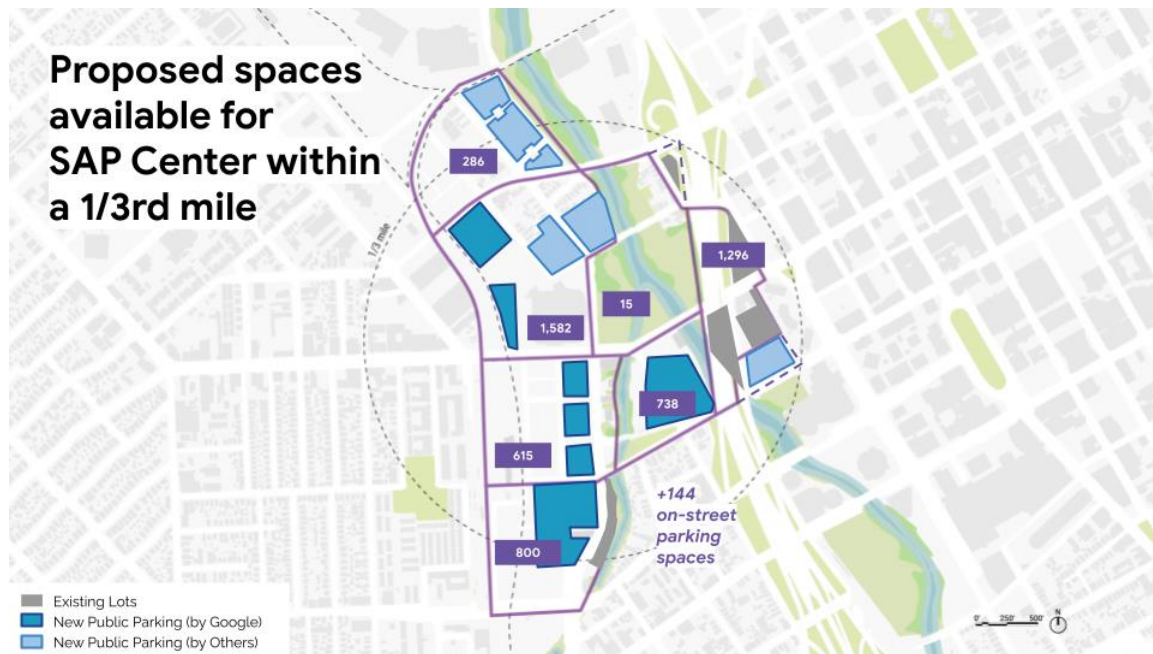 Proposed spaces
available for
SAP Center within
a 1/3rd mile
286
1/3 mile
1,296
15
1,582
738
615
+144
on-street
parking
spaces
800
Existing Lots
New Public Parking (by Google)
New Public Parking (by Others)
0' 250' 500'
N